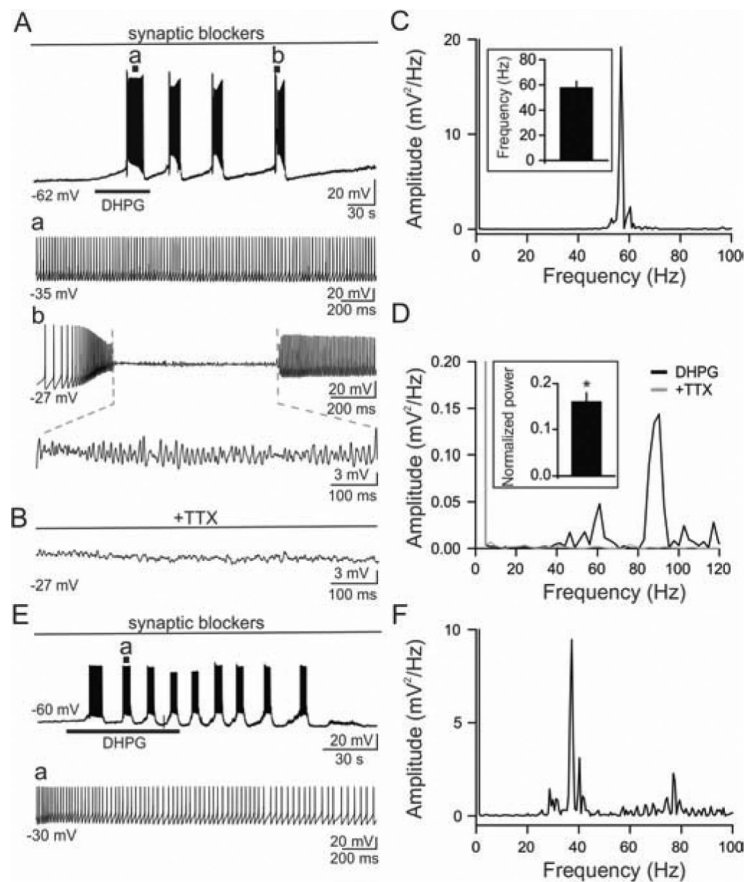 A
synaptic blockers
a
b
-62 mV
DHPG
20 mV
30 s
a
-35 mV
20 mV
200 ms
b
-27 mV
20 mV
200 ms
3 mV
100 ms
B
+TTX
-27 mV
3 mV
100 ms
E
synaptic blockers
a
-60 mV
DHPG
20 mV
30 s
a
-30 mV
20 mV
200 ms
C
Amplitude (mV²/Hz)
20
10
0
Frequency (Hz)
80
60
40
20
0
0 20 40 60 80 100
Frequency (Hz)
D
Amplitude (mV²/Hz)
0.20
0.15
0.10
0.05
0.00
Normalized power
0.2
0.1
0.0
*
DHPG
+TTX
0 20 40 60 80 100 120
Frequency (Hz)
F
Amplitude (mV²/Hz)
10
5
0
0 20 40 60 80 100
Frequency (Hz)